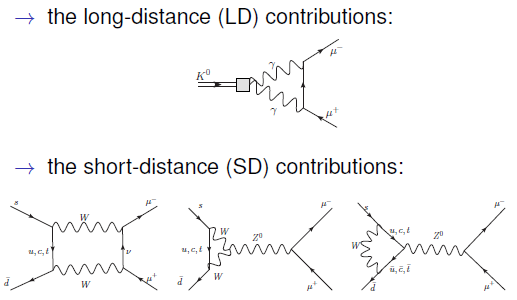 → the long-distance (LD) contributions:
K⁰ γ γ μ⁻ μ⁺
→ the short-distance (SD) contributions:
s W u, c, t ν W d̄ μ⁻ μ⁺
s W u, c, t W d̄ Z⁰ μ⁻ μ⁺
s W u, c, t ū, c̄, t̄ d̄ Z⁰ μ⁻ μ⁺